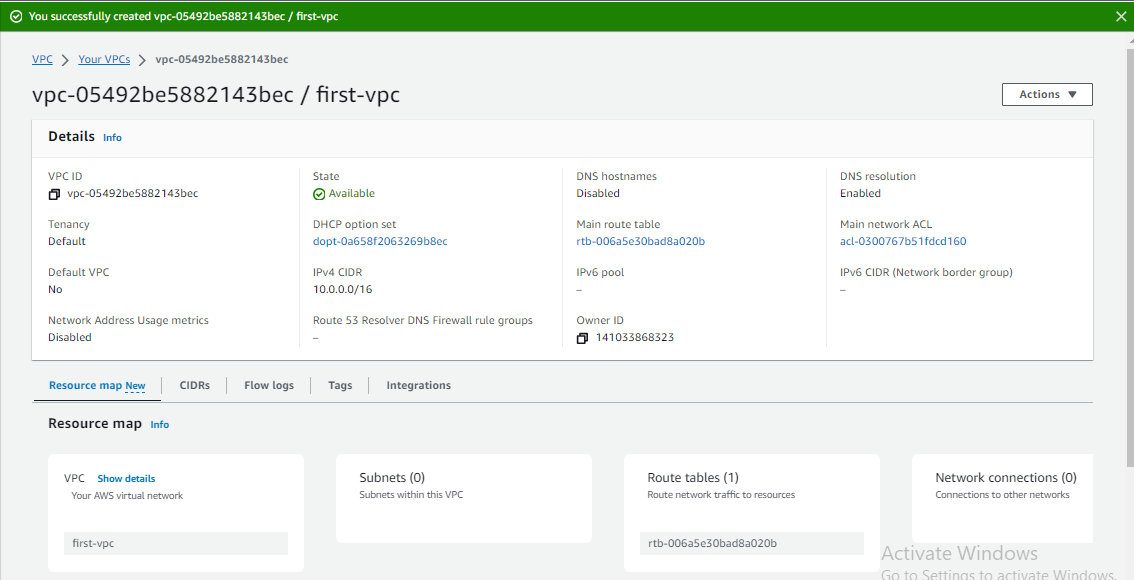 You successfully created vpc-05492be5882143bec / first-vpc
VPC > Your VPCs > vpc-05492be5882143bec
vpc-05492be5882143bec / first-vpc
Actions
Details Info
VPC ID
vpc-05492be5882143bec
State
Available
DNS hostnames
Disabled
DNS resolution
Enabled
Tenancy
Default
DHCP option set
dopt-0a658f2063269b8ec
Main route table
rtb-006a5e30bad8a020b
Main network ACL
acl-0300767b51fdcd160
Default VPC
No
IPv4 CIDR
10.0.0.0/16
IPv6 pool
–
IPv6 CIDR (Network border group)
–
Network Address Usage metrics
Disabled
Route 53 Resolver DNS Firewall rule groups
–
Owner ID
141033868323
Resource map New
CIDRs
Flow logs
Tags
Integrations
Resource map Info
VPC Show details
Your AWS virtual network
first-vpc
Subnets (0)
Subnets within this VPC
Route tables (1)
Route network traffic to resources
rtb-006a5e30bad8a020b
Network connections (0)
Connections to other networks
Activate Windows
Go to Settings to activate Windows.